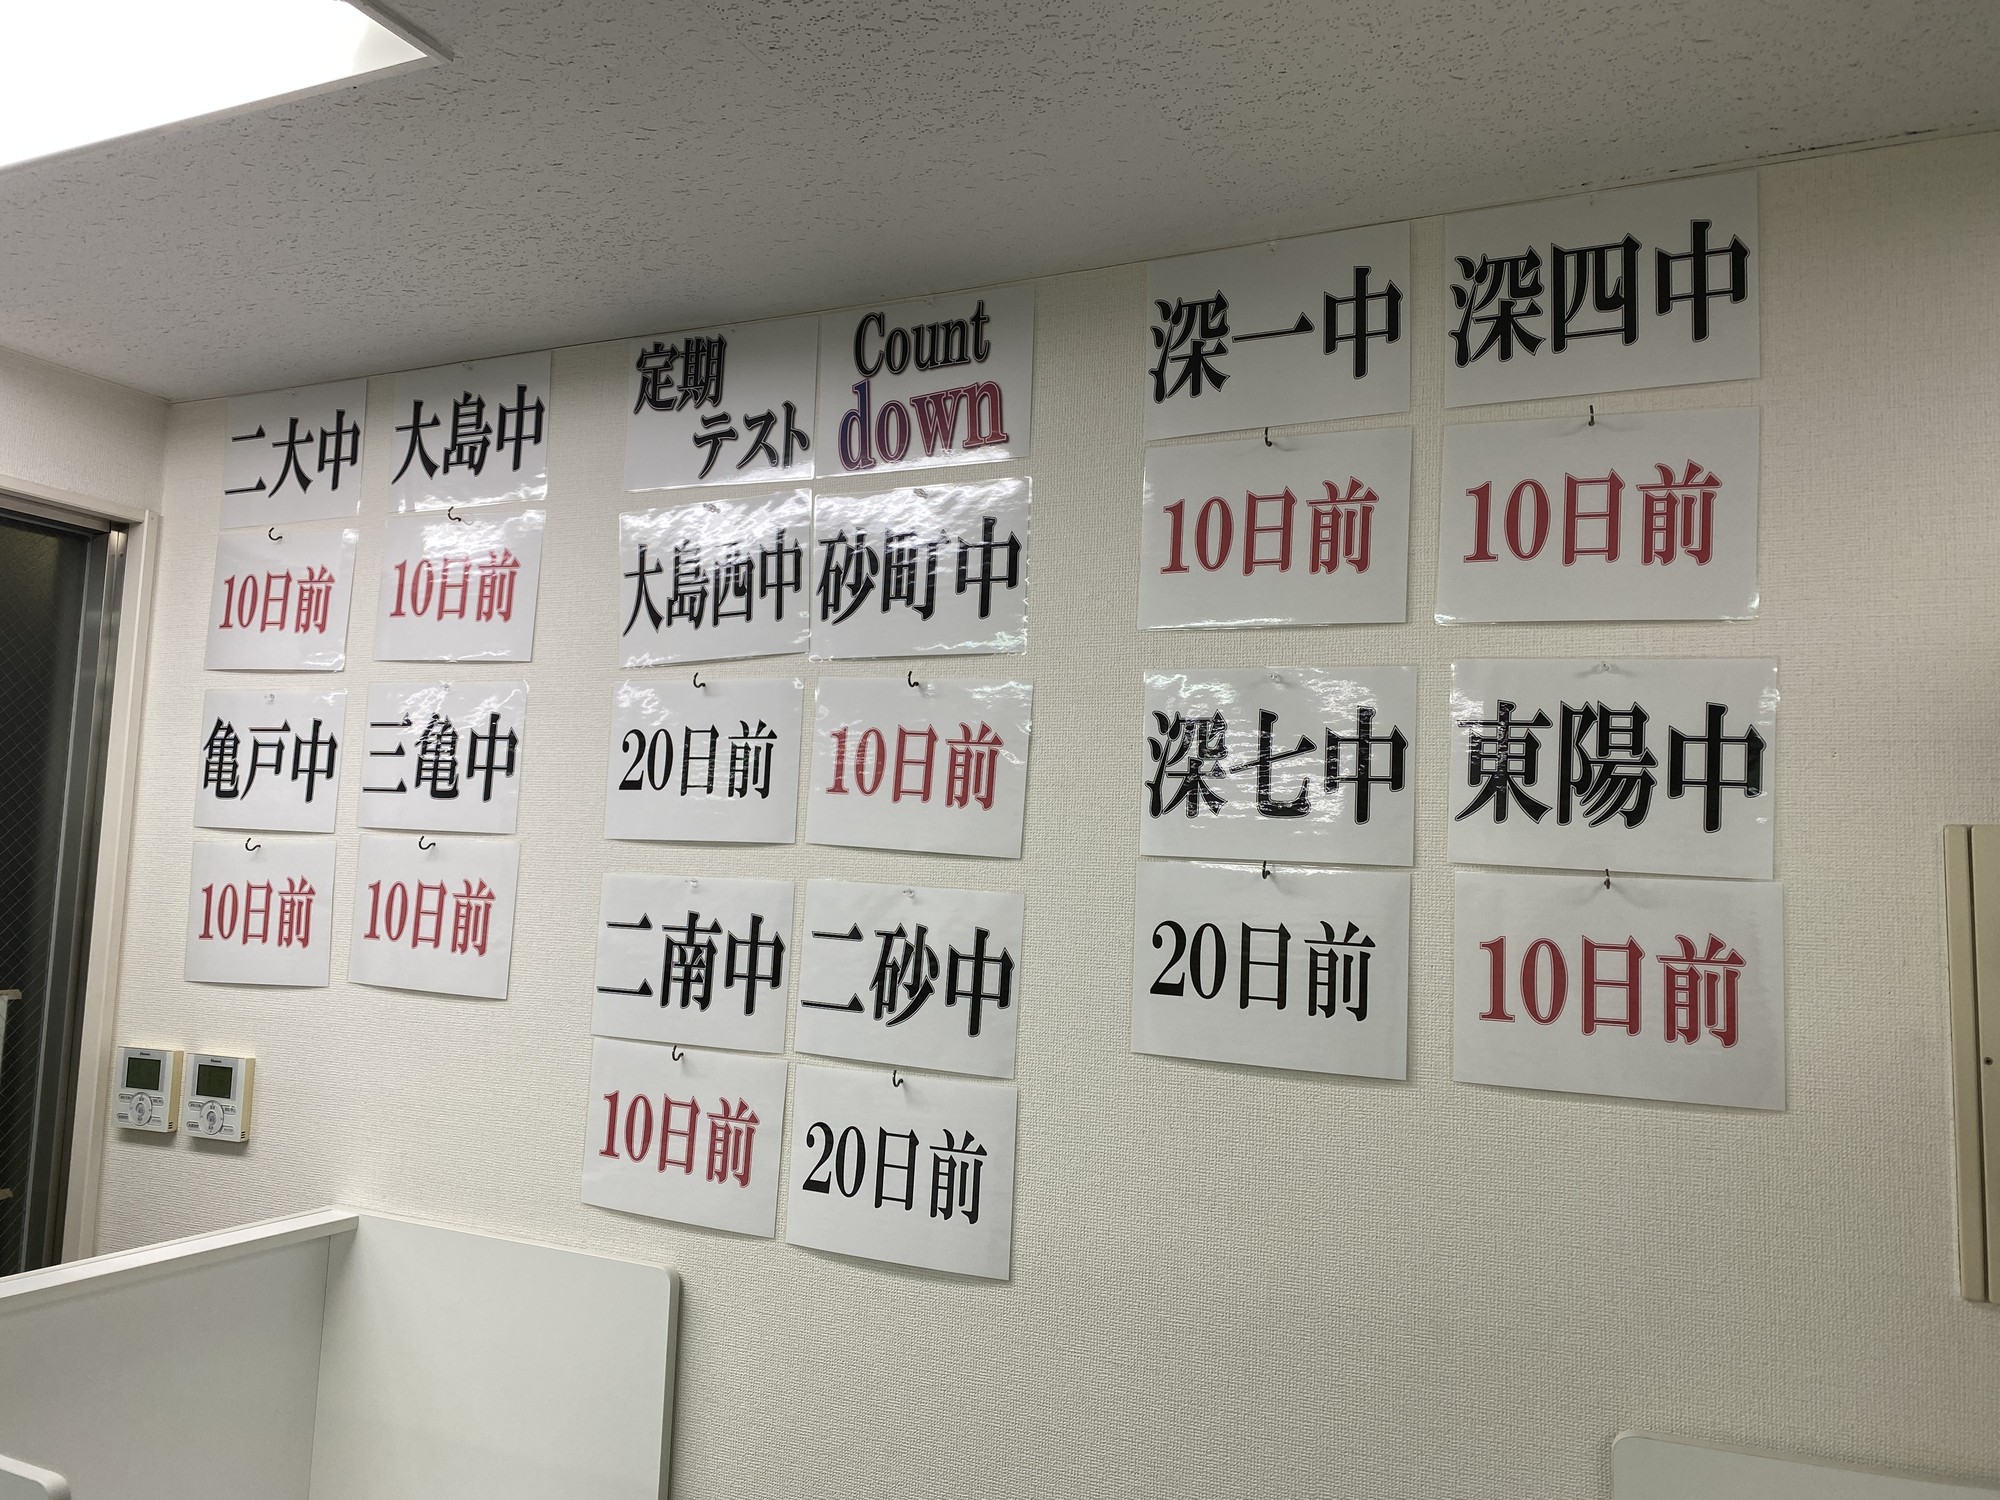 二大中
10日前
大島中
10日前
亀戸中
10日前
三亀中
10日前
定期
テスト
Count
down
大島西中
20日前
砂町中
10日前
二南中
10日前
二砂中
20日前
深一中
10日前
深四中
10日前
深七中
20日前
東陽中
10日前